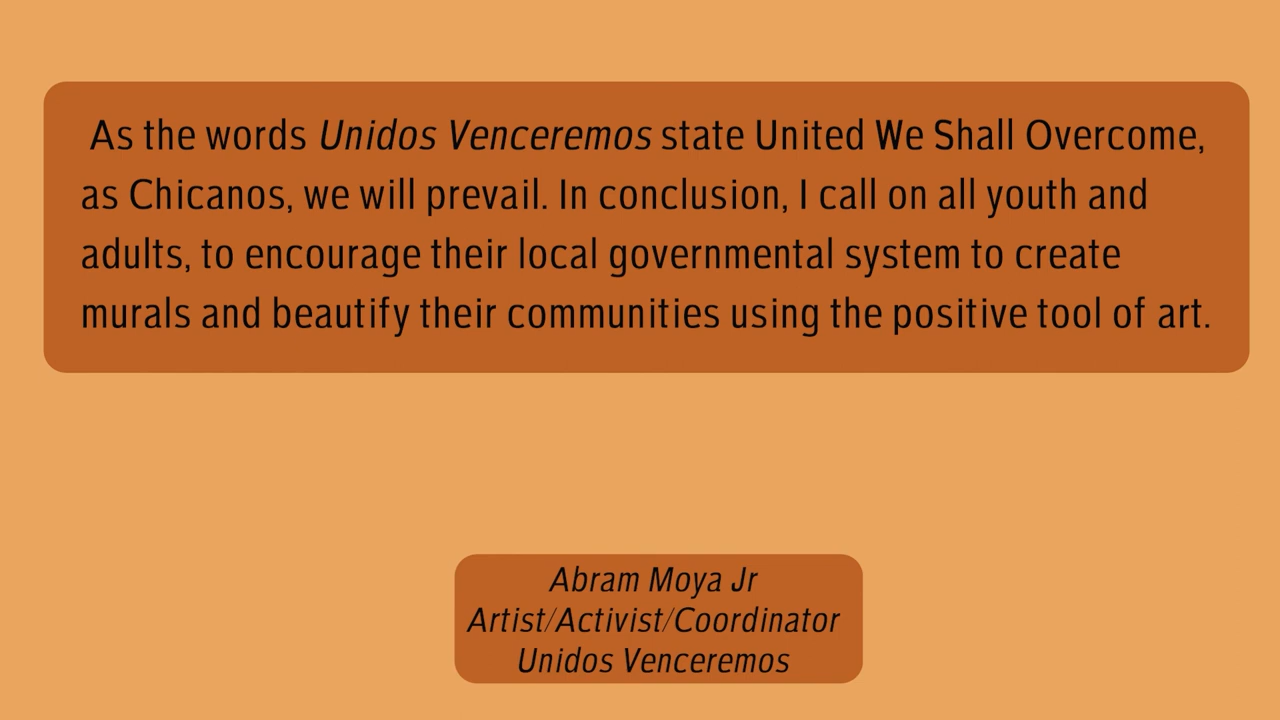 As the words Unidos Venceremos state United We Shall Overcome,
as Chicanos, we will prevail. In conclusion, I call on all youth and
adults, to encourage their local governmental system to create
murals and beautify their communities using the positive tool of art.
Abram Moya Jr
Artist/Activist/Coordinator
Unidos Venceremos